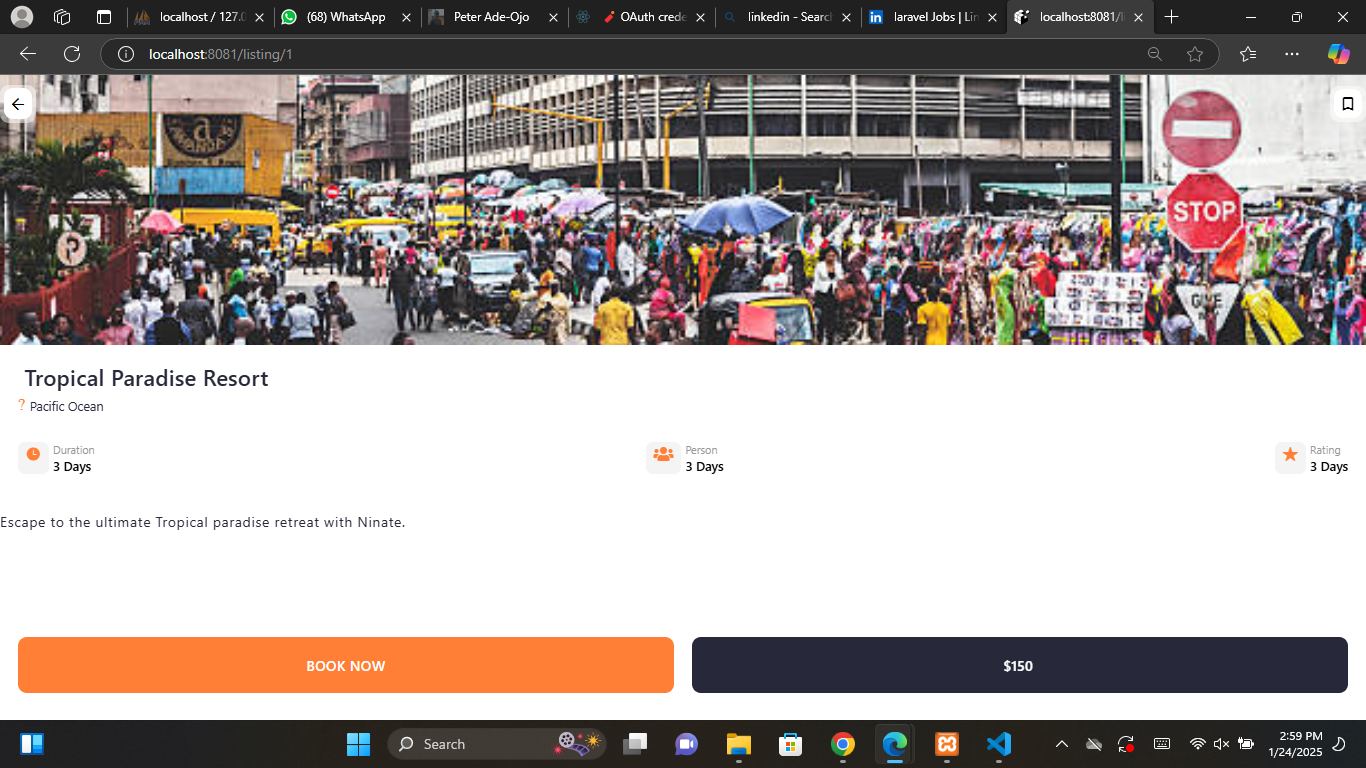 localhost / 127.0
(68) WhatsApp
Peter Ade-Ojo
OAuth crede
linkedin - Search
laravel Jobs | Lin
localhost:8081/l
localhost:8081/listing/1
STOP
GIVE
Tropical Paradise Resort
? Pacific Ocean
Duration
3 Days
Person
3 Days
Rating
3 Days
Escape to the ultimate Tropical paradise retreat with Ninate.
BOOK NOW
$150
Search
2:59 PM
1/24/2025